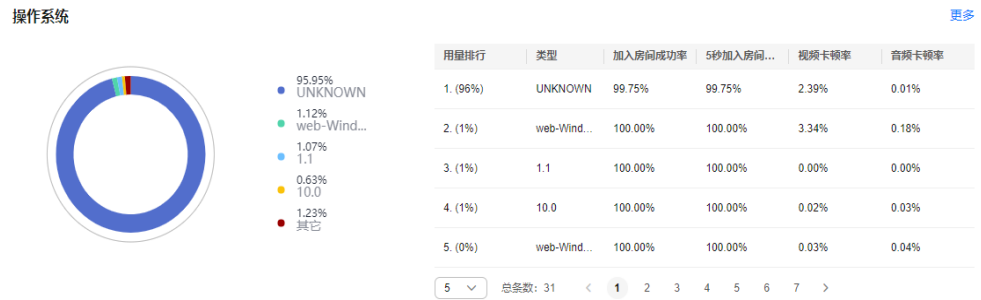 操作系统
更多
95.95%
UNKNOWN
1.12%
web-Wind...
1.07%
1.1
0.63%
10.0
1.23%
其它
用量排行 类型 加入房间成功率 5秒加入房间... 视频卡顿率 音频卡顿率
1. (96%) UNKNOWN 99.75% 99.75% 2.39% 0.01%
2. (1%) web-Wind... 100.00% 100.00% 3.34% 0.18%
3. (1%) 1.1 100.00% 100.00% 0.00% 0.00%
4. (1%) 10.0 100.00% 100.00% 0.02% 0.03%
5. (0%) web-Wind... 100.00% 100.00% 0.03% 0.04%
5 总条数: 31 < 1 2 3 4 5 6 7 >